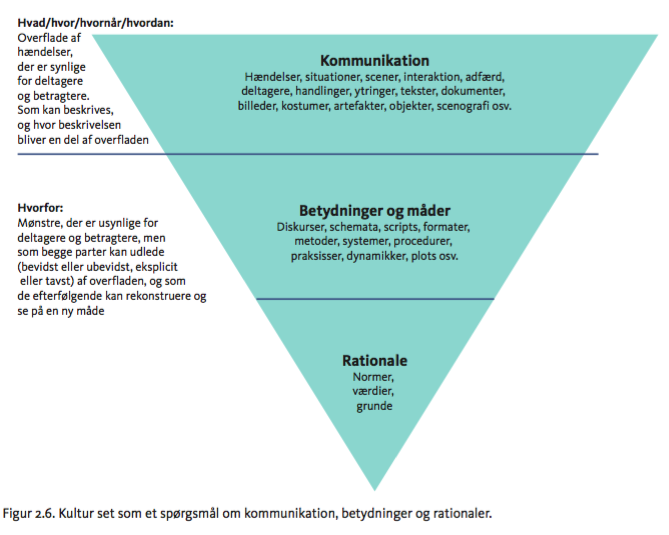 Hvad/hvor/hvornår/hvordan:
Overflade af
hændelser,
der er synlige
for deltagere
og betragtere.
Som kan beskrives,
og hvor beskrivelsen
bliver en del af overfladen
Kommunikation
Hændelser, situationer, scener, interaktion, adfærd,
deltagere, handlinger, ytringer, tekster, dokumenter,
billeder, kostumer, artefakter, objekter, scenografi osv.
Hvorfor:
Mønstre, der er usynlige for
deltagere og betragtere, men
som begge parter kan udlede
(bevidst eller ubevidst, eksplicit
eller tavst) af overfladen, og som
de efterfølgende kan rekonstruere og
se på en ny måde
Betydninger og måder
Diskurser, schemata, scripts, formater,
metoder, systemer, procedurer,
praksisser, dynamikker, plots osv.
Rationale
Normer,
værdier,
grunde
Figur 2.6. Kultur set som et spørgsmål om kommunikation, betydninger og rationaler.